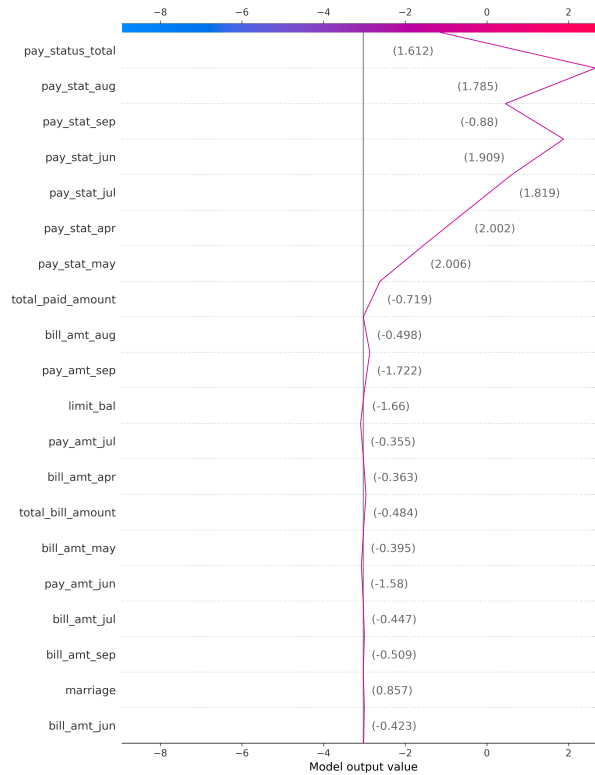 −8 −6 −4 −2 0 2
pay_status_total (1.612)
pay_stat_aug (1.785)
pay_stat_sep (-0.88)
pay_stat_jun (1.909)
pay_stat_jul (1.819)
pay_stat_apr (2.002)
pay_stat_may (2.006)
total_paid_amount (-0.719)
bill_amt_aug (-0.498)
pay_amt_sep (-1.722)
limit_bal (-1.66)
pay_amt_jul (-0.355)
bill_amt_apr (-0.363)
total_bill_amount (-0.484)
bill_amt_may (-0.395)
pay_amt_jun (-1.58)
bill_amt_jul (-0.447)
bill_amt_sep (-0.509)
marriage (0.857)
bill_amt_jun (-0.423)
−8 −6 −4 −2 0 2
Model output value